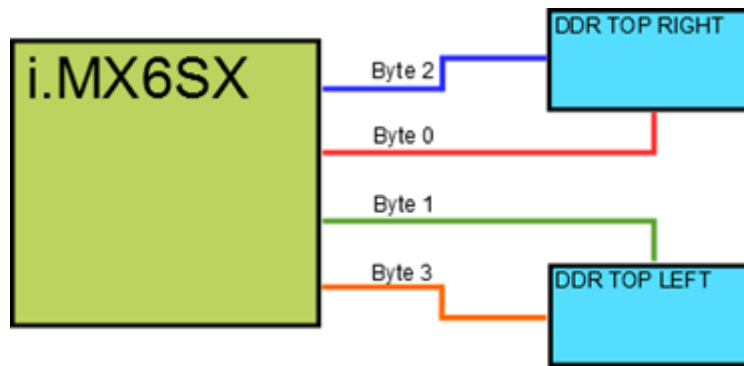 i.MX6SX
DDR TOP RIGHT
Byte 2
Byte 0
Byte 1
Byte 3
DDR TOP LEFT